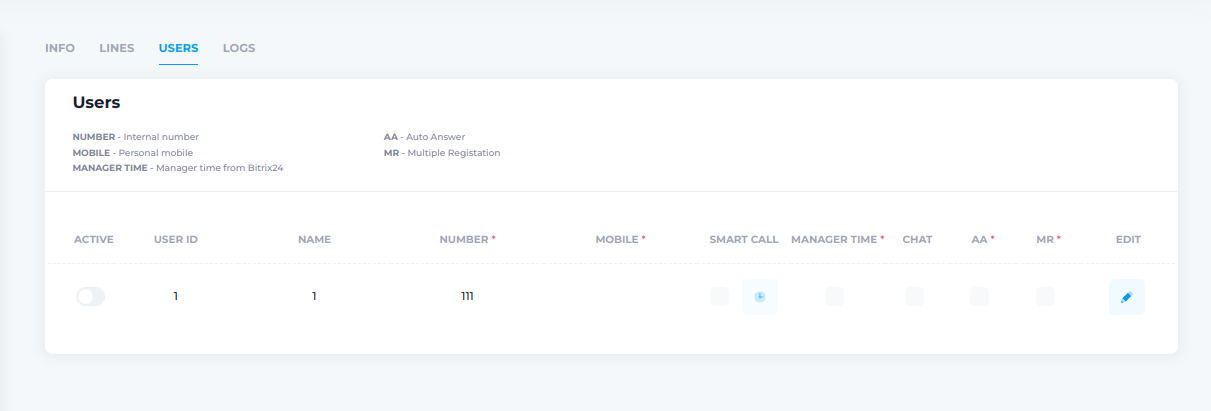 INFO LINES USERS LOGS
Users
NUMBER - Internal number
MOBILE - Personal mobile
MANAGER TIME - Manager time from Bitrix24
AA - Auto Answer
MR - Multiple Registation
ACTIVE USER ID NAME NUMBER * MOBILE * SMART CALL MANAGER TIME * CHAT AA * MR * EDIT
1 1 111